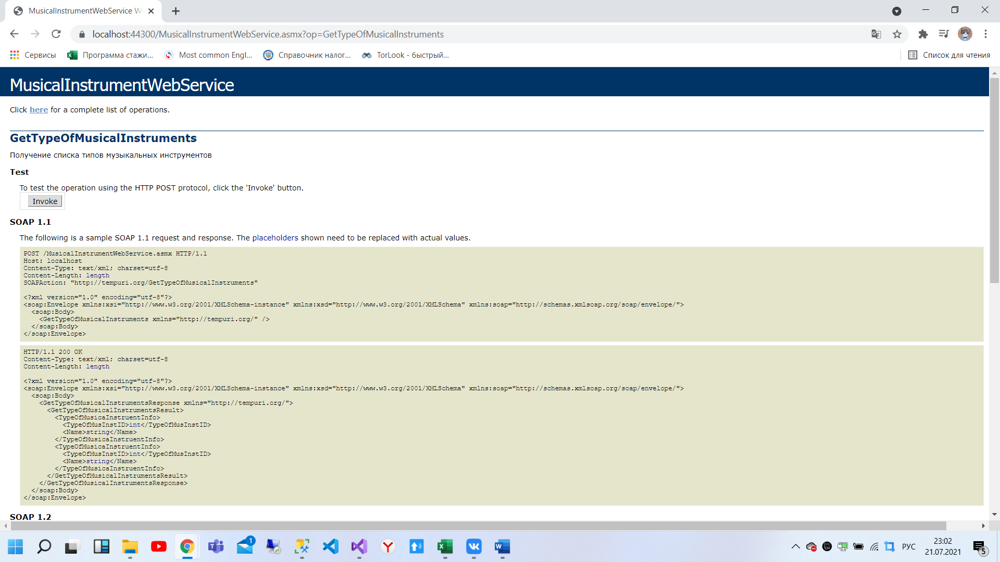 MusicalInstrumentWebService W
localhost:44300/MusicalInstrumentWebService.asmx?op=GetTypeOfMusicalInstruments
Сервисы
Программа стажи...
Most common Engl...
Справочник налог...
TorLook - быстрый...
Список для чтения
MusicalInstrumentWebService
Click here for a complete list of operations.
GetTypeOfMusicalInstruments
Получение списка типов музыкальных инструментов
Test
To test the operation using the HTTP POST protocol, click the 'Invoke' button.
Invoke
SOAP 1.1
The following is a sample SOAP 1.1 request and response. The placeholders shown need to be replaced with actual values.
POST /MusicalInstrumentWebService.asmx HTTP/1.1
Host: localhost
Content-Type: text/xml; charset=utf-8
Content-Length: length
SOAPAction: "http://tempuri.org/GetTypeOfMusicalInstruments"
<?xml version="1.0" encoding="utf-8"?>
<soap:Envelope xmlns:xsi="http://www.w3.org/2001/XMLSchema-instance" xmlns:xsd="http://www.w3.org/2001/XMLSchema" xmlns:soap="http://schemas.xmlsoap.org/soap/envelope/">
<soap:Body>
<GetTypeOfMusicalInstruments xmlns="http://tempuri.org/" />
</soap:Body>
</soap:Envelope>
HTTP/1.1 200 OK
Content-Type: text/xml; charset=utf-8
Content-Length: length
<?xml version="1.0" encoding="utf-8"?>
<soap:Envelope xmlns:xsi="http://www.w3.org/2001/XMLSchema-instance" xmlns:xsd="http://www.w3.org/2001/XMLSchema" xmlns:soap="http://schemas.xmlsoap.org/soap/envelope/">
<soap:Body>
<GetTypeOfMusicalInstrumentsResponse xmlns="http://tempuri.org/">
<GetTypeOfMusicalInstrumentsResult>
<TypeOfMusicaInstruentInfo>
<TypeOfMusInstID>int</TypeOfMusInstID>
<Name>string</Name>
</TypeOfMusicaInstruentInfo>
<TypeOfMusicaInstruentInfo>
<TypeOfMusInstID>int</TypeOfMusInstID>
<Name>string</Name>
</TypeOfMusicaInstruentInfo>
</GetTypeOfMusicalInstrumentsResult>
</GetTypeOfMusicalInstrumentsResponse>
</soap:Body>
</soap:Envelope>
SOAP 1.2
1
РУС
23:02
21.07.2021
5